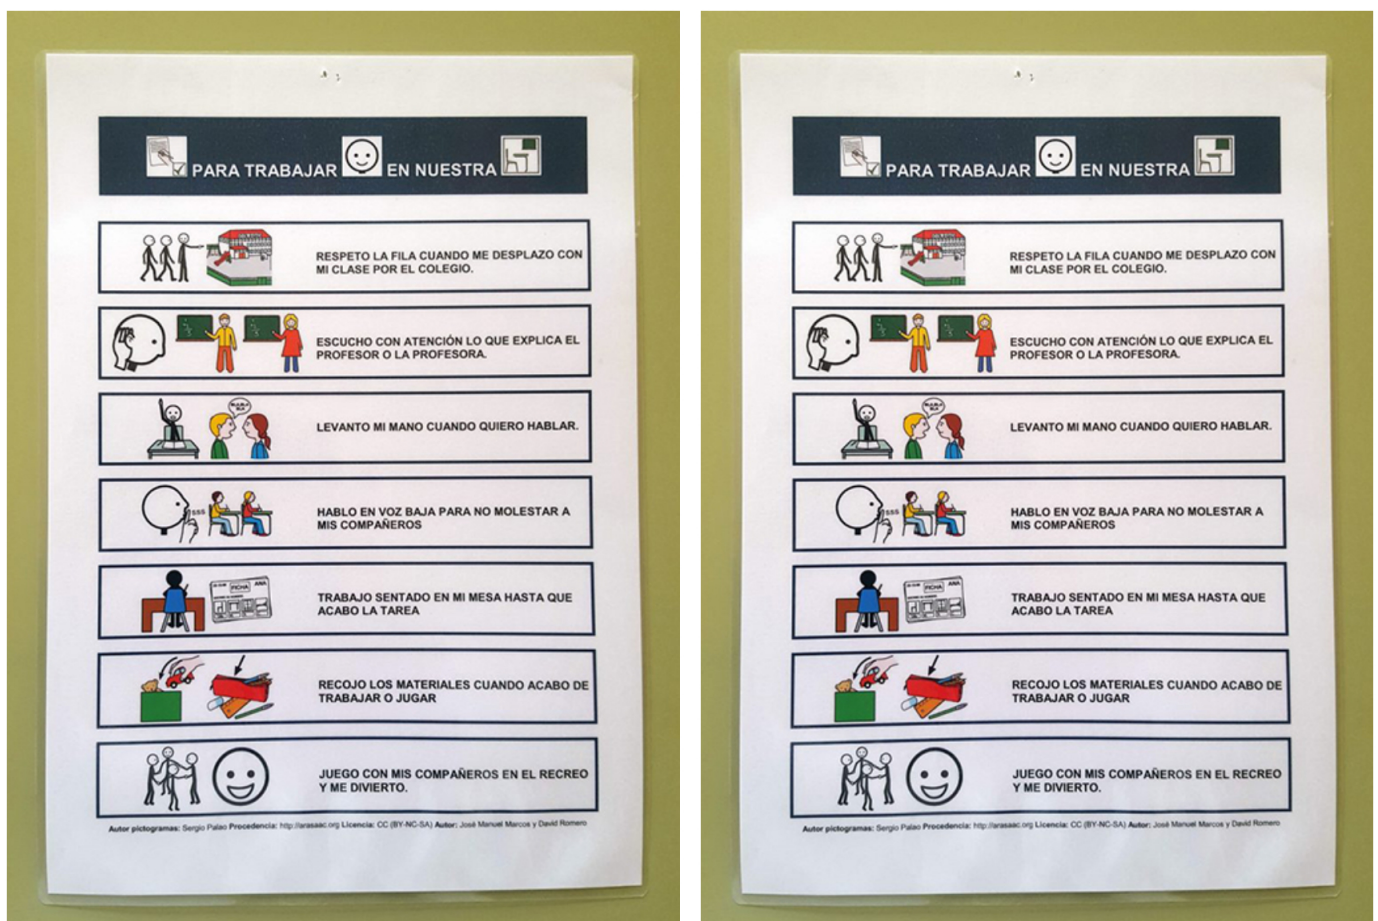 PARA TRABAJAR EN NUESTRA
RESPETO LA FILA CUANDO ME DESPLAZO CON
MI CLASE POR EL COLEGIO.
ESCUCHO CON ATENCIÓN LO QUE EXPLICA EL
PROFESOR O LA PROFESORA.
LEVANTO MI MANO CUANDO QUIERO HABLAR.
SSS
HABLO EN VOZ BAJA PARA NO MOLESTAR A
MIS COMPAÑEROS
FICHA ANA
TRABAJO SENTADO EN MI MESA HASTA QUE
ACABO LA TAREA
RECOJO LOS MATERIALES CUANDO ACABO DE
TRABAJAR O JUGAR
JUEGO CON MIS COMPAÑEROS EN EL RECREO
Y ME DIVIERTO.
Autor pictogramas: Sergio Palao Procedencia: http://arasaac.org Licencia: CC (BY-NC-SA) Autor: José Manuel Marcos y David Romero
PARA TRABAJAR EN NUESTRA
RESPETO LA FILA CUANDO ME DESPLAZO CON
MI CLASE POR EL COLEGIO.
ESCUCHO CON ATENCIÓN LO QUE EXPLICA EL
PROFESOR O LA PROFESORA.
LEVANTO MI MANO CUANDO QUIERO HABLAR.
SSS
HABLO EN VOZ BAJA PARA NO MOLESTAR A
MIS COMPAÑEROS
FICHA ANA
TRABAJO SENTADO EN MI MESA HASTA QUE
ACABO LA TAREA
RECOJO LOS MATERIALES CUANDO ACABO DE
TRABAJAR O JUGAR
JUEGO CON MIS COMPAÑEROS EN EL RECREO
Y ME DIVIERTO.
Autor pictogramas: Sergio Palao Procedencia: http://arasaac.org Licencia: CC (BY-NC-SA) Autor: José Manuel Marcos y David Romero